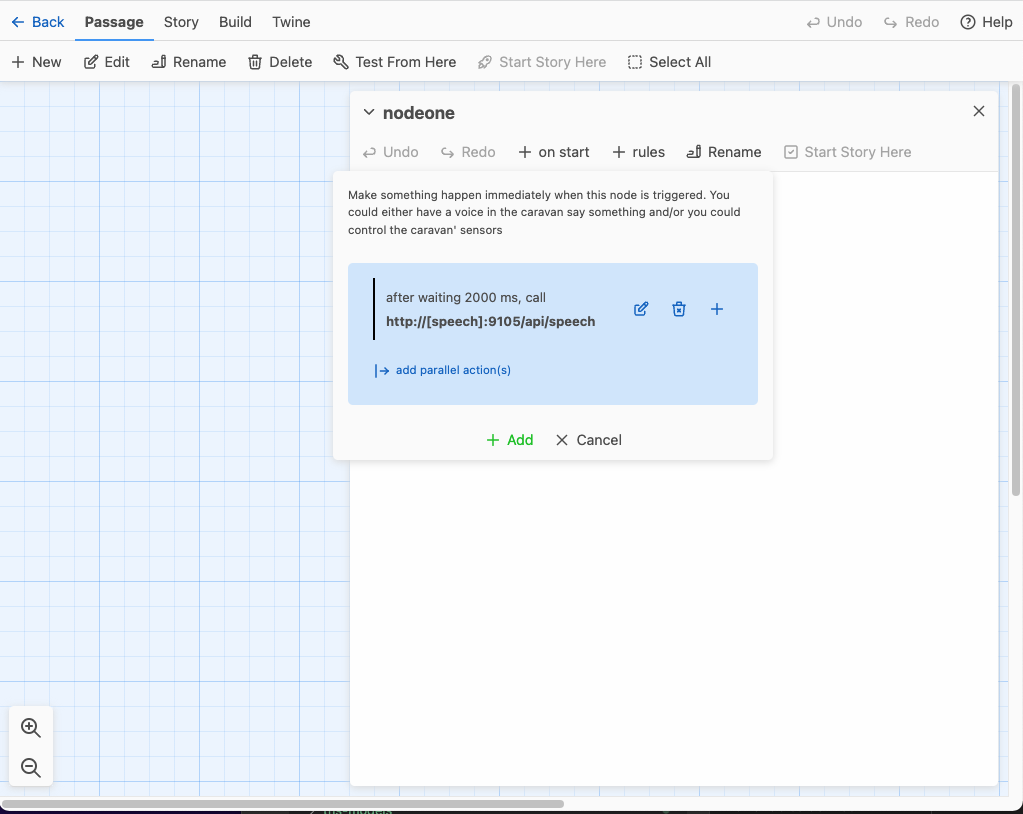 Back Passage Story Build Twine Undo Redo Help
New Edit Rename Delete Test From Here Start Story Here Select All
nodeone
Undo Redo on start rules Rename Start Story Here
Make something happen immediately when this node is triggered. You
could either have a voice in the caravan say something and/or you could
control the caravan' sensors
after waiting 2000 ms, call
http://[speech]:9105/api/speech
add parallel action(s)
Add Cancel